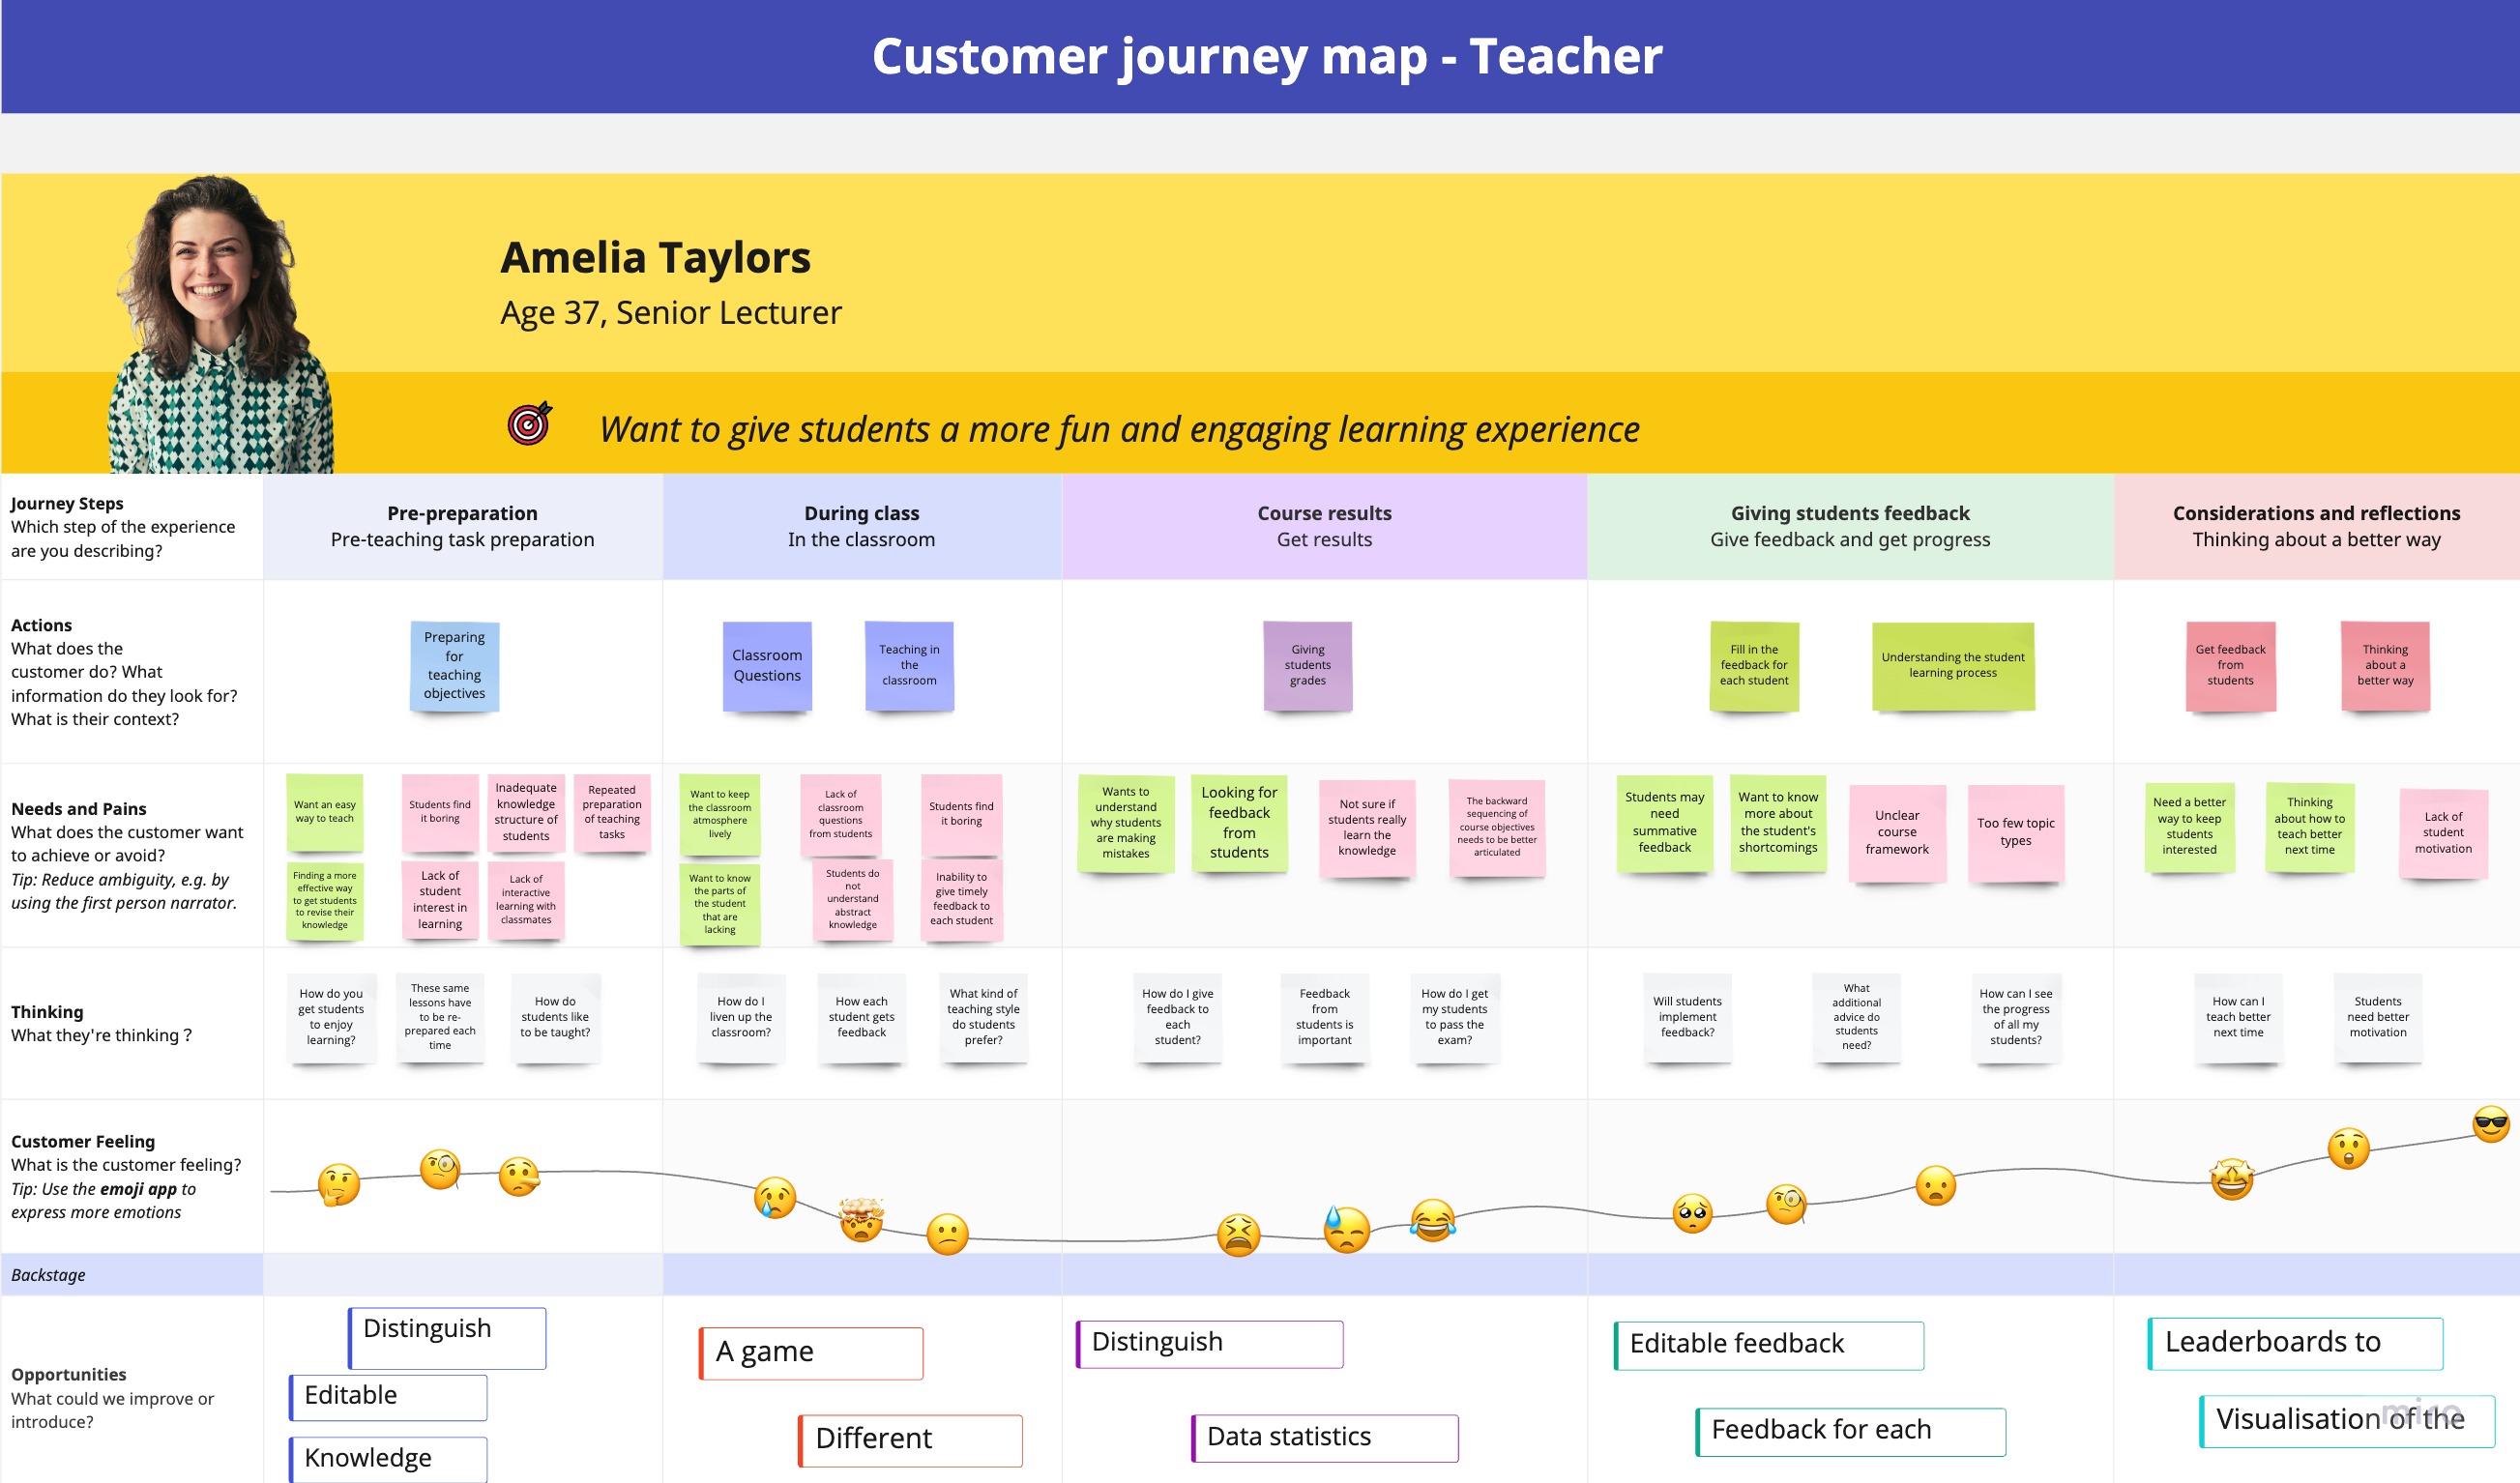 Customer journey map - Teacher
Amelia Taylors
Age 37, Senior Lecturer
Want to give students a more fun and engaging learning experience
Journey Steps
Which step of the experience
are you describing?
Pre-preparation
Pre-teaching task preparation
During class
In the classroom
Course results
Get results
Giving students feedback
Give feedback and get progress
Considerations and reflections
Thinking about a better way
Actions
What does the
customer do? What
information do they look for?
What is their context?
Preparing
for
teaching
objectives
Classroom
Questions
Teaching in
the
classroom
Giving
students
grades
Fill in the
feedback for
each student
Understanding the student
learning process
Get feedback
from
students
Thinking
about a
better way
Needs and Pains
What does the customer want
to achieve or avoid?
Tip: Reduce ambiguity, e.g. by
using the first person narrator.
Want an easy
way to teach
Students find
it boring
Inadequate
knowledge
structure of
students
Repeated
preparation
of teaching
tasks
Finding a more
effective way
to get students
to revise their
knowledge
Lack of
student
interest in
learning
Lack of
interactive
learning with
classmates
Want to keep
the classroom
atmosphere
lively
Lack of
classroom
questions
from students
Students find
it boring
Want to know
the parts of
the student
that are
lacking
Students do
not
understand
abstract
knowledge
Inability to
give timely
feedback to
each student
Wants to
understand
why students
are making
mistakes
Looking for
feedback
from
students
Not sure if
students really
learn the
knowledge
The backward
sequencing of
course objectives
needs to be better
articulated
Students may
need
summative
feedback
Want to know
more about
the student's
shortcomings
Unclear
course
framework
Too few topic
types
Need a better
way to keep
students
interested
Thinking
about how to
teach better
next time
Lack of
student
motivation
Thinking
What they're thinking ?
How do you
get students
to enjoy
learning?
These same
lessons have
to be re-
prepared each
time
How do
students like
to be taught?
How do I
liven up the
classroom?
How each
student gets
feedback
What kind of
teaching style
do students
prefer?
How do I give
feedback to
each
student?
Feedback
from
students is
important
How do I get
my students
to pass the
exam?
Will students
implement
feedback?
What
additional
advice do
students
need?
How can I see
the progress
of all my
students?
How can I
teach better
next time
Students
need better
motivation
Customer Feeling
What is the customer feeling?
Tip: Use the emoji app to
express more emotions
Backstage
Opportunities
What could we improve or
introduce?
Distinguish
Editable
Knowledge
A game
Different
Distinguish
Data statistics
Editable feedback
Feedback for each
Leaderboards to
Visualisation of the
miro